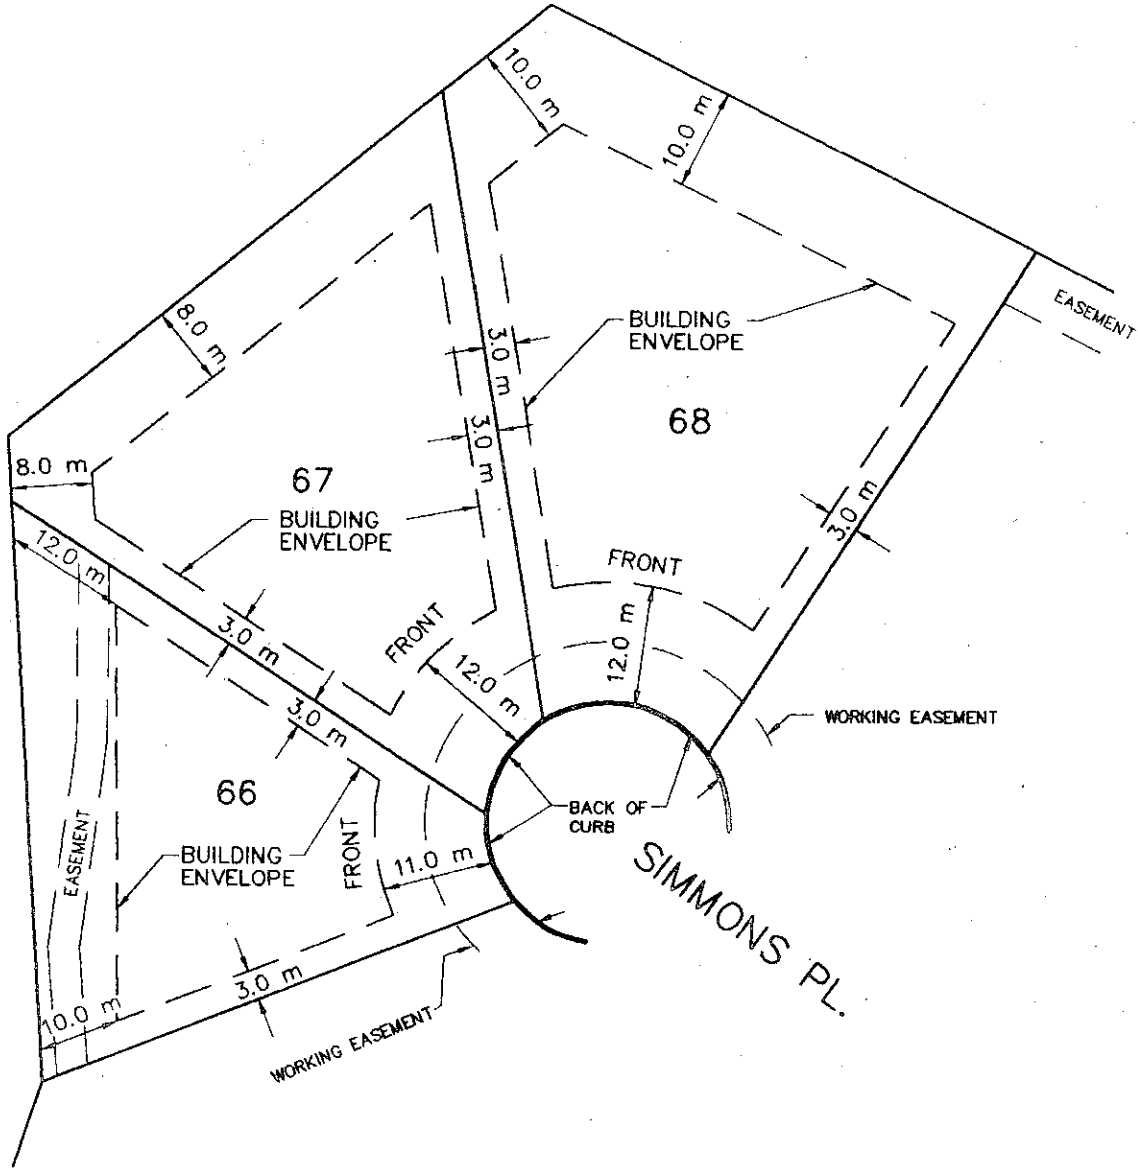 10.0 m
10.0 m
EASEMENT
8.0 m
BUILDING
ENVELOPE
3.0 m
3.0 m
68
8.0 m
67
BUILDING
ENVELOPE
3.0 m
12.0 m
FRONT
FRONT
3.0 m
12.0 m
12.0 m
3.0 m
WORKING EASEMENT
66
BACK OF
CURB
EASEMENT
BUILDING
ENVELOPE
FRONT
11.0 m
SIMMONS PL.
3.0 m
10.0 m
WORKING EASEMENT